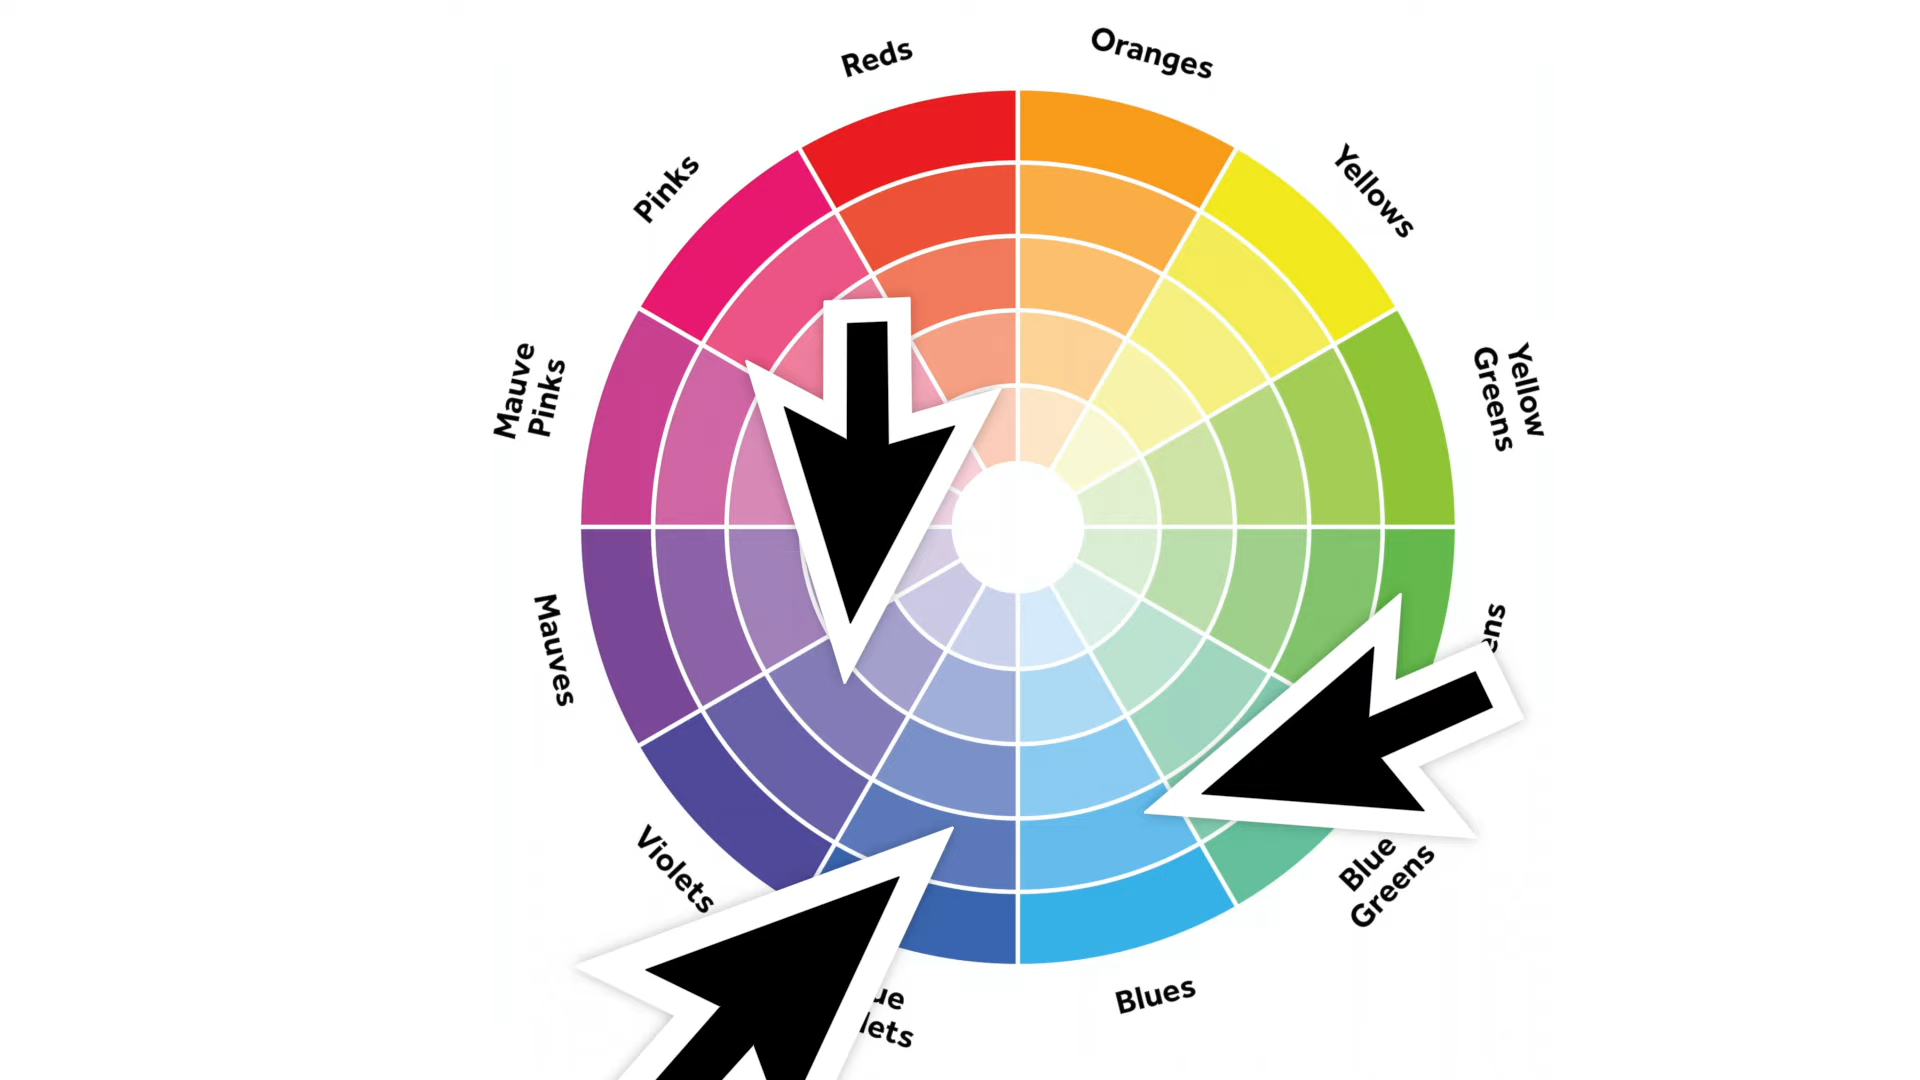 Reds
Oranges
Pinks
Yellows
Mauve
Pinks
Yellow
Greens
Mauves
Violets
Blue
Greens
Blues